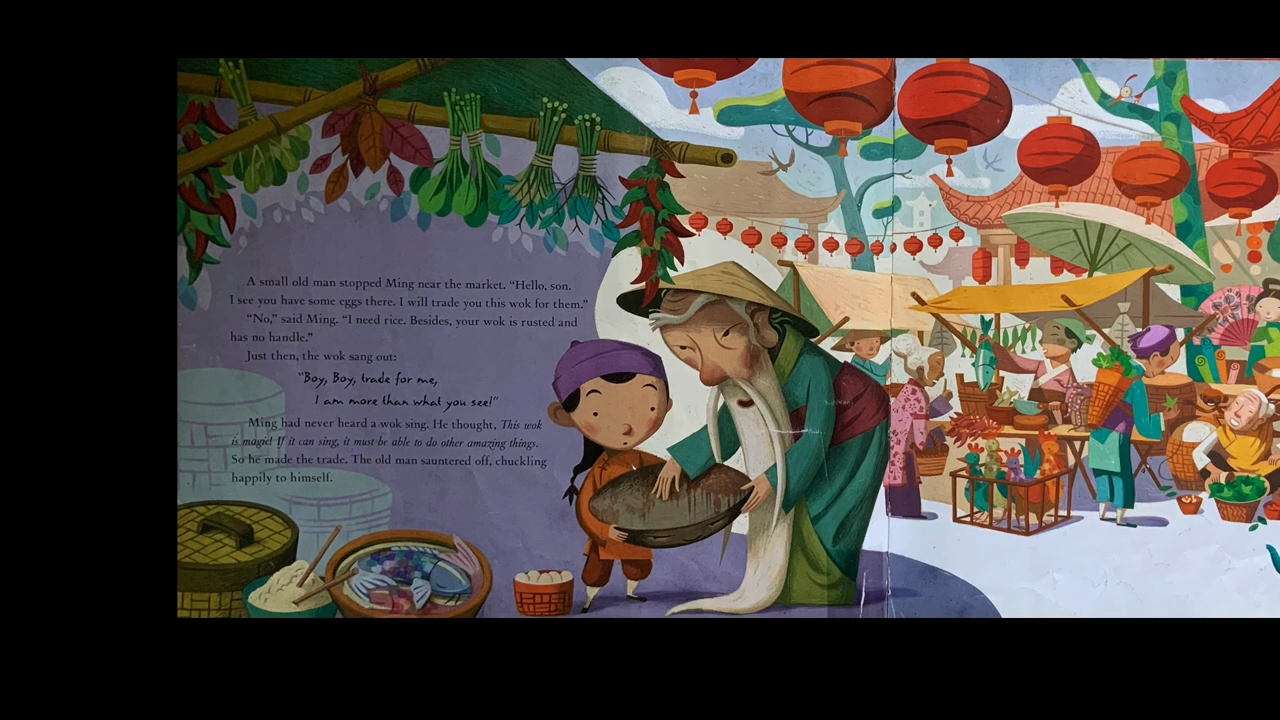 A small old man stopped Ming near the market. “Hello, son.
I see you have some eggs there. I will trade you this wok for them.”
“No,” said Ming. “I need rice. Besides, your wok is rusted and
has no handle.”
Just then, the wok sang out:
“Boy, Boy, trade for me,
I am more than what you see!”
Ming had never heard a wok sing. He thought, This wok
is magic! If it can sing, it must be able to do other amazing things.
So he made the trade. The old man sauntered off, chuckling
happily to himself.